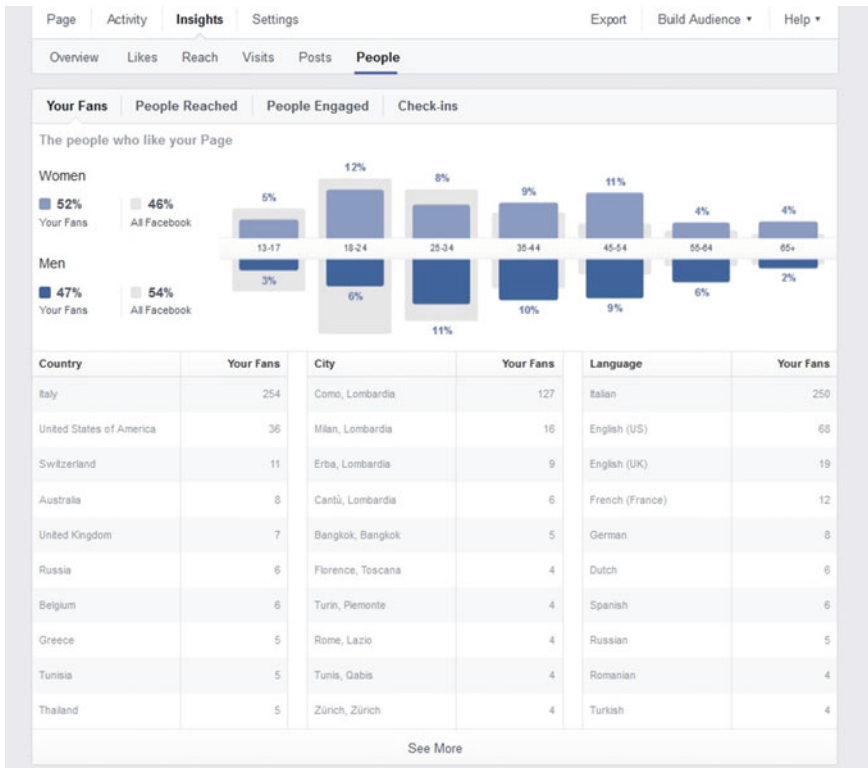 Page Activity Insights Settings Export Build Audience ▾ Help ▾
Overview Likes Reach Visits Posts People
Your Fans People Reached People Engaged Check-ins
The people who like your Page
Women
52% 46%
Your Fans All Facebook
5% 12% 8% 9% 11% 4% 4%
13-17 18-24 25-34 35-44 45-54 55-64 65+
Men
47% 54%
Your Fans All Facebook
3% 6% 11% 10% 9% 6% 2%
Country Your Fans City Your Fans Language Your Fans
Italy 254 Como, Lombardia 127 Italian 250
United States of America 36 Milan, Lombardia 16 English (US) 68
Switzerland 11 Erba, Lombardia 9 English (UK) 19
Australia 8 Cantù, Lombardia 6 French (France) 12
United Kingdom 7 Bangkok, Bangkok 5 German 8
Russia 6 Florence, Toscana 4 Dutch 6
Belgium 6 Turin, Piemonte 4 Spanish 6
Greece 5 Rome, Lazio 4 Russian 5
Tunisia 5 Tunis, Qabis 4 Romanian 4
Thailand 5 Zürich, Zürich 4 Turkish 4
See More